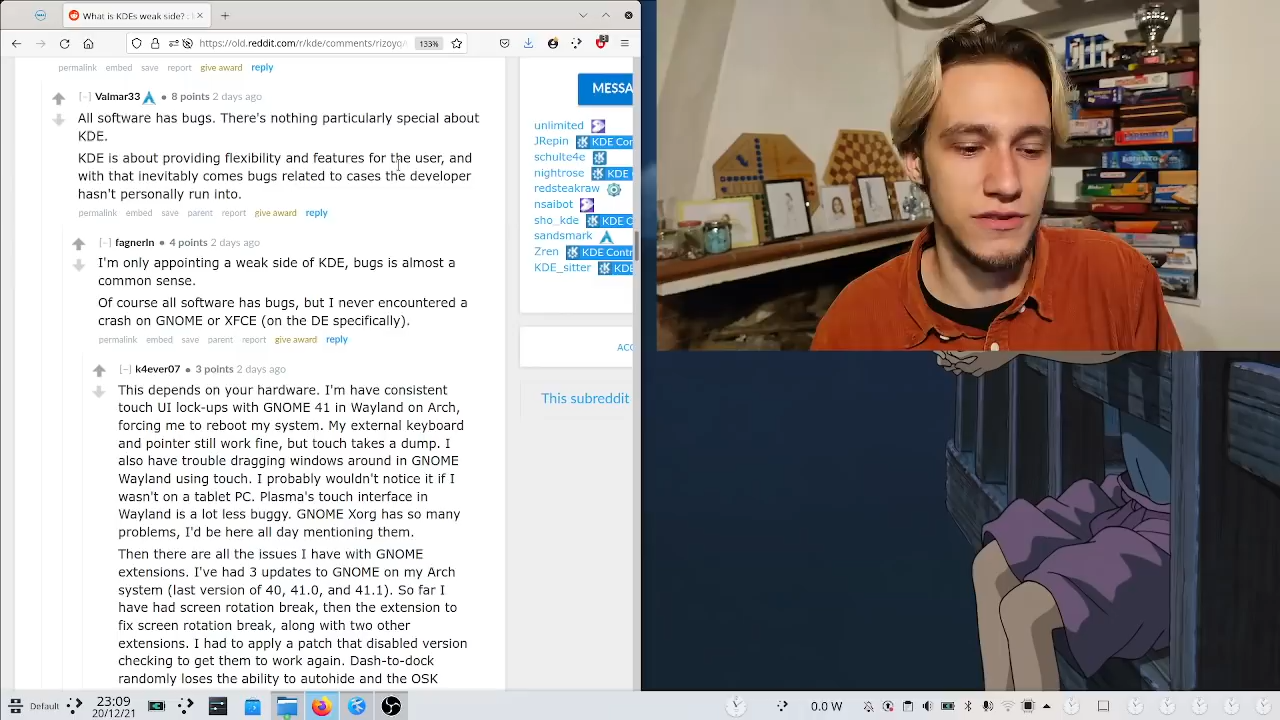 What is KDEs weak side? :
https://old.reddit.com/r/kde/comments/rizoyo
133%
permalink embed save report give award reply
[–] Valmar33 • 8 points 2 days ago
All software has bugs. There's nothing particularly special about
KDE.
KDE is about providing flexibility and features for the user, and
with that inevitably comes bugs related to cases the developer
hasn't personally run into.
permalink embed save parent report give award reply
[–] fagerln • 4 points 2 days ago
I'm only appointing a weak side of KDE, bugs is almost a
common sense.
Of course all software has bugs, but I never encountered a
crash on GNOME or XFCE (on the DE specifically).
permalink embed save parent report give award reply
[–] k4ever07 • 3 points 2 days ago
This depends on your hardware. I'm have consistent
touch UI lock-ups with GNOME 41 in Wayland on Arch,
forcing me to reboot my system. My external keyboard
and pointer still work fine, but touch takes a dump. I
also have trouble dragging windows around in GNOME
Wayland using touch. I probably wouldn't notice it if I
wasn't on a tablet PC. Plasma's touch interface in
Wayland is a lot less buggy. GNOME Xorg has so many
problems, I'd be here all day mentioning them.
Then there are all the issues I have with GNOME
extensions. I've had 3 updates to GNOME on my Arch
system (last version of 40, 41.0, and 41.1). So far I
have had screen rotation break, then the extension to
fix screen rotation break, along with two other
extensions. I had to apply a patch that disabled version
checking to get them to work again. Dash-to-dock
randomly loses the ability to autohide and the OSK
MESSA
unlimited
JRepin KDE Cor
schulte4e
nightrose KDE C
redsteakraw
nsaibot
sho_kde KDE C
sandsmark
Zren KDE Contr
KDE_sitter KDE
ACC
This subreddit
Default
23:09
20/12/21
0.0 W